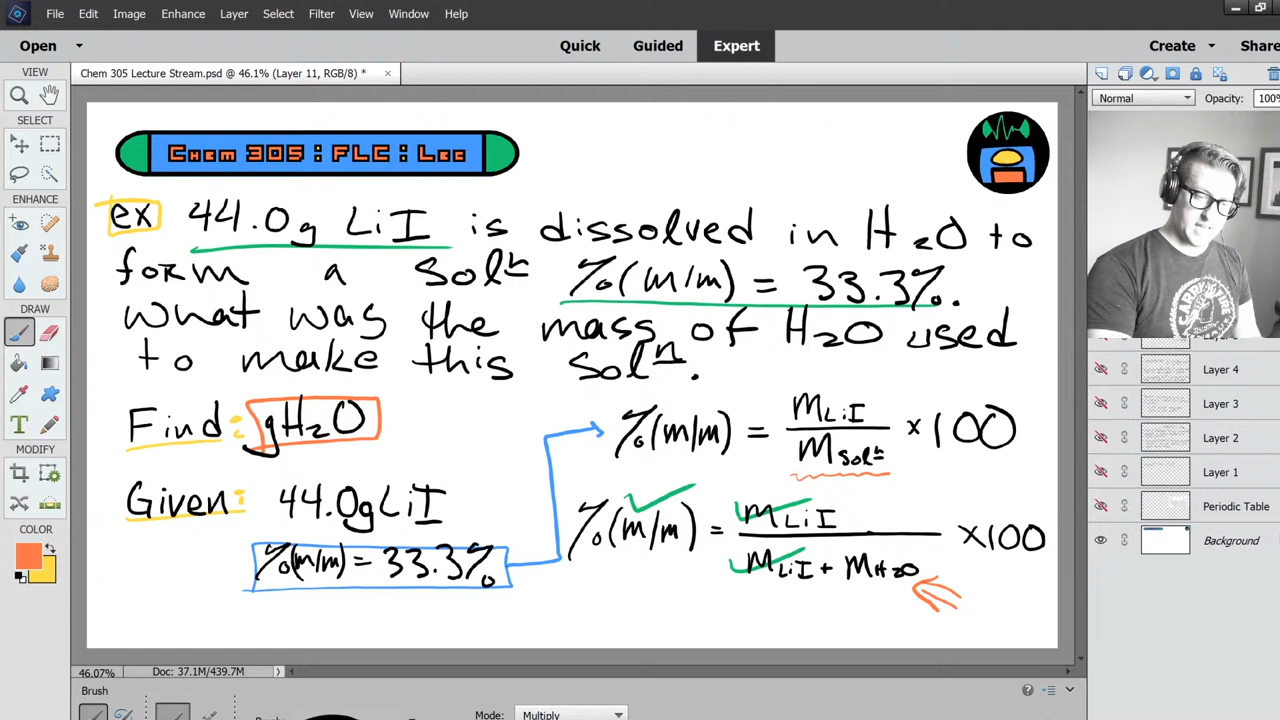 File Edit Image Enhance Layer Select Filter View Window Help
Open Quick Guided Expert Create Share
Chem 305 Lecture Stream.psd @ 46.1% (Layer 11, RGB/8) * ×
VIEW
SELECT
ENHANCE
DRAW
MODIFY
COLOR
Normal Opacity: 100%
Chem 305 : FLC : Lec
ex 44.0g LiI is dissolved in H₂O to
form a solⁿ %(m/m) = 33.3%.
What was the mass of H₂O used
to make this solⁿ.
Find: gH₂O
%(m/m) = mLiI / msolⁿ × 100
Given: 44.0g LiI
%(m/m) = 33.3%
%(m/m) = mLiI / mLiI + mH₂O × 100
Layer 4
Layer 3
Layer 2
Layer 1
Periodic Table
Background
46.07% Doc: 37.1M/439.7M
Brush
Mode: Multiply